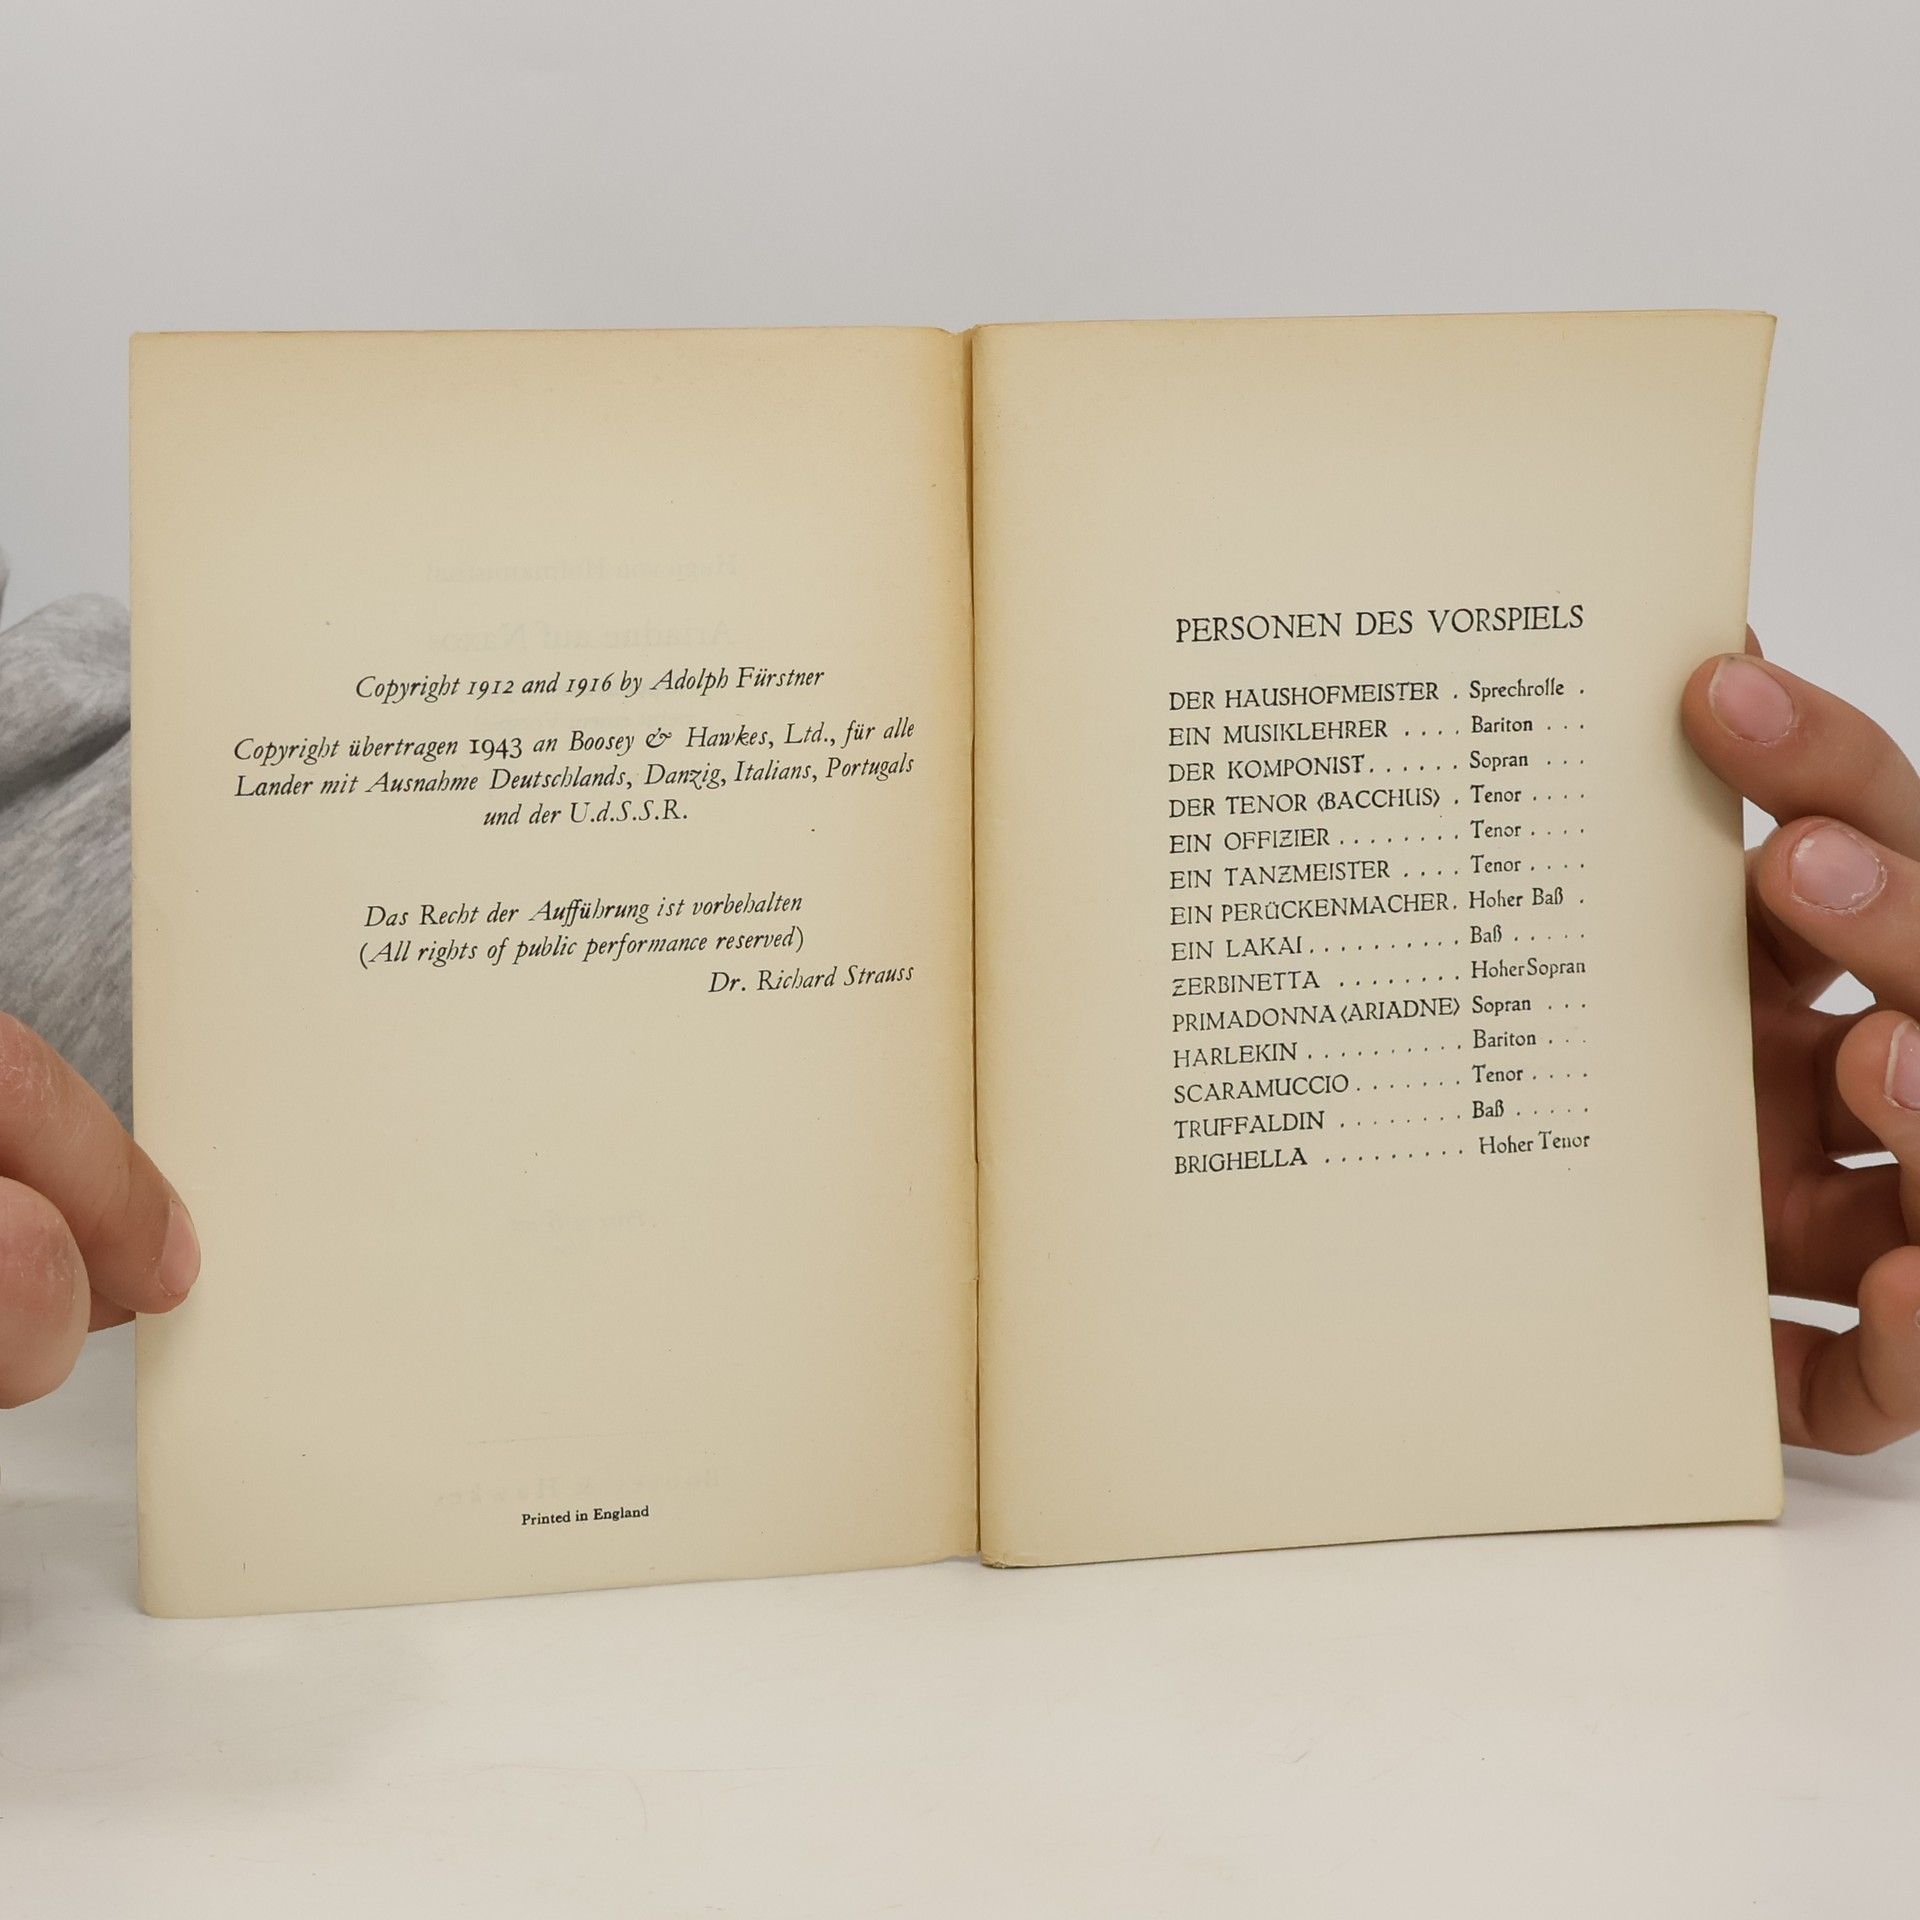 Copyright 1912 and 1916 by Adolph Fürstner
Copyright übertragen 1943 an Boosey & Hawkes, Ltd., für alle
Lander mit Ausnahme Deutschlands, Danzig, Italians, Portugals
und der U.d.S.S.R.
Das Recht der Aufführung ist vorbehalten
(All rights of public performance reserved)
Dr. Richard Strauss
Printed in England
PERSONEN DES VORSPIELS
DER HAUSHOFMEISTER . Sprechrolle .
EIN MUSIKLEHRER . . . . Bariton . . .
DER KOMPONIST . . . . . . Sopran . . .
DER TENOR ⟨BACCHUS⟩ . Tenor . . . .
EIN OFFIZIER . . . . . . . . Tenor . . . .
EIN TANZMEISTER . . . . Tenor . . . .
EIN PERÜCKENMACHER . Hoher Baß .
EIN LAKAI . . . . . . . . . . Baß . . . . .
ZERBINETTA . . . . . . . . Hoher Sopran
PRIMADONNA ⟨ARIADNE⟩ Sopran . . .
HARLEKIN . . . . . . . . . . Bariton . . .
SCARAMUCCIO . . . . . . . Tenor . . . .
TRUFFALDIN . . . . . . . . Baß . . . . .
BRIGHELLA . . . . . . . . . Hoher Tenor